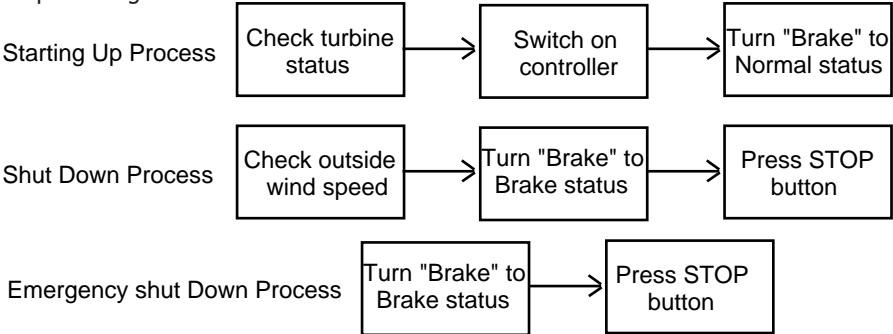 Starting Up Process
Check turbine
status
Switch on
controller
Turn "Brake" to
Normal status
Shut Down Process
Check outside
wind speed
Turn "Brake" to
Brake status
Press STOP
button
Emergency shut Down Process
Turn "Brake" to
Brake status
Press STOP
button